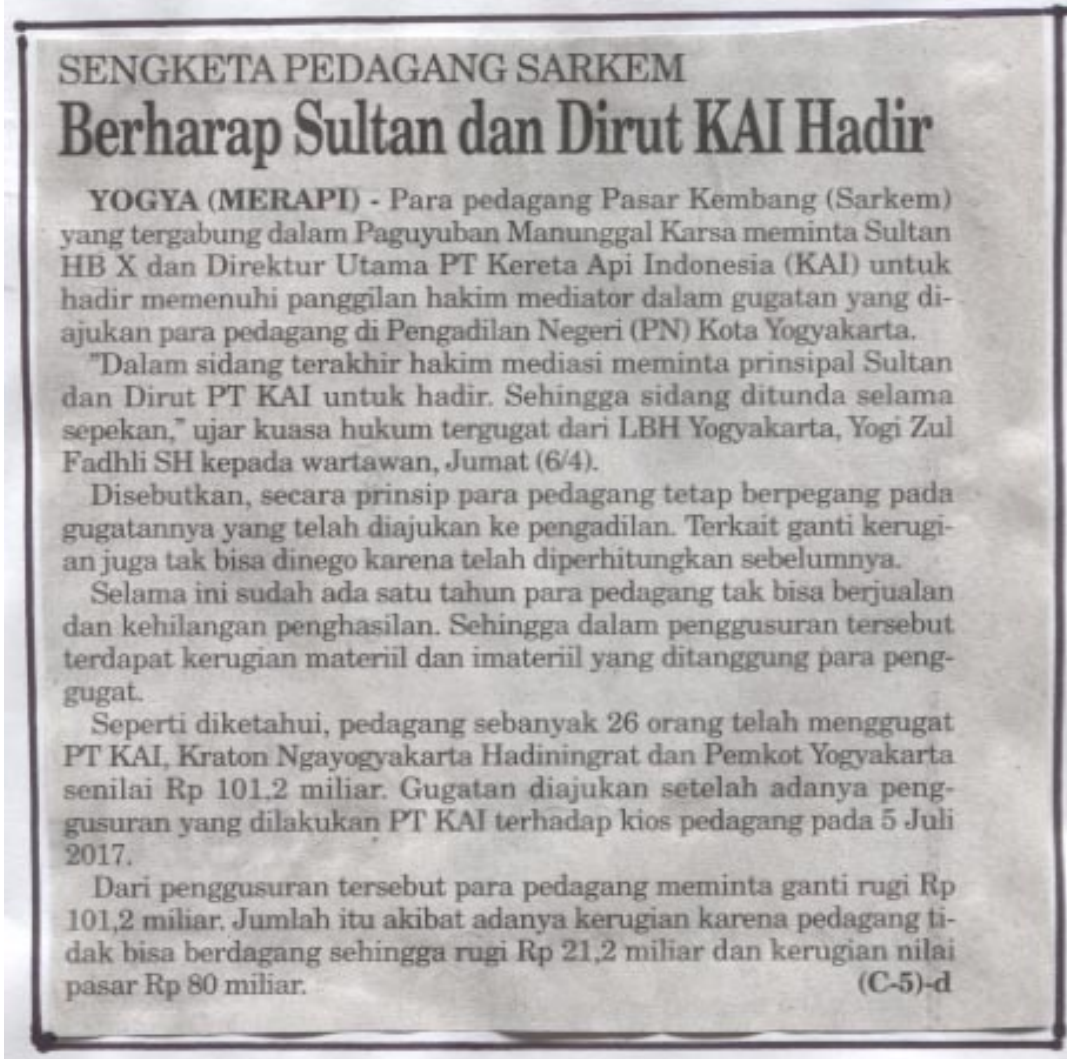 SENGKETA PEDAGANG SARKEM
Berharap Sultan dan Dirut KAI Hadir
YOGYA (MERAPI) - Para pedagang Pasar Kembang (Sarkem)
yang tergabung dalam Paguyuban Manunggal Karsa meminta Sultan
HB X dan Direktur Utama PT Kereta Api Indonesia (KAI) untuk
hadir memenuhi panggilan hakim mediator dalam gugatan yang di-
ajukan para pedagang di Pengadilan Negeri (PN) Kota Yogyakarta.
"Dalam sidang terakhir hakim mediasi meminta prinsipal Sultan
dan Dirut PT KAI untuk hadir. Sehingga sidang ditunda selama
sepekan," ujar kuasa hukum tergugat dari LBH Yogyakarta, Yogi Zul
Fadhli SH kepada wartawan, Jumat (6/4).
Disebutkan, secara prinsip para pedagang tetap berpegang pada
gugatannya yang telah diajukan ke pengadilan. Terkait ganti kerugi-
an juga tak bisa dinego karena telah diperhitungkan sebelumnya.
Selama ini sudah ada satu tahun para pedagang tak bisa berjualan
dan kehilangan penghasilan. Sehingga dalam penggusuran tersebut
terdapat kerugian materiil dan imateriil yang ditanggung para peng-
gugat.
Seperti diketahui, pedagang sebanyak 26 orang telah menggugat
PT KAI, Kraton Ngayogyakarta Hadiningrat dan Pemkot Yogyakarta
senilai Rp 101,2 miliar. Gugatan diajukan setelah adanya peng-
gusuran yang dilakukan PT KAI terhadap kios pedagang pada 5 Juli
2017.
Dari penggusuran tersebut para pedagang meminta ganti rugi Rp
101,2 miliar. Jumlah itu akibat adanya kerugian karena pedagang ti-
dak bisa berdagang sehingga rugi Rp 21,2 miliar dan kerugian nilai
pasar Rp 80 miliar. (C-5)-d